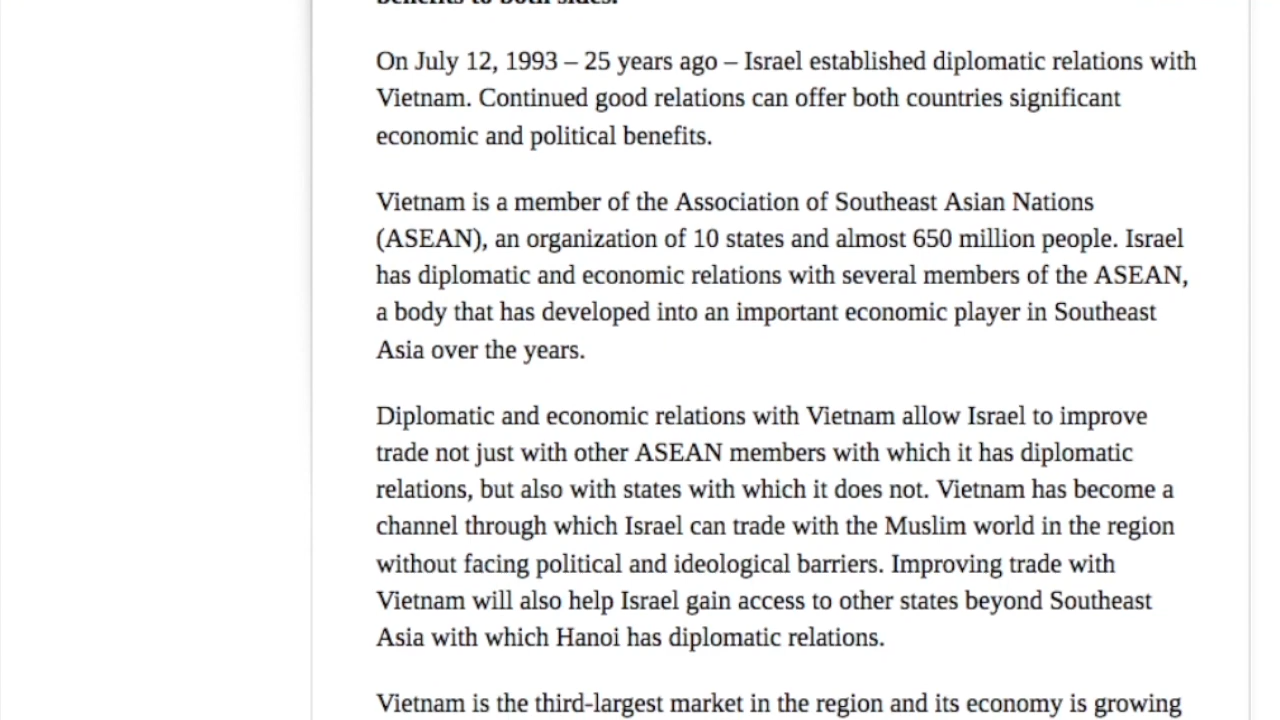 benefits to both sides.
On July 12, 1993 – 25 years ago – Israel established diplomatic relations with
Vietnam. Continued good relations can offer both countries significant
economic and political benefits.
Vietnam is a member of the Association of Southeast Asian Nations
(ASEAN), an organization of 10 states and almost 650 million people. Israel
has diplomatic and economic relations with several members of the ASEAN,
a body that has developed into an important economic player in Southeast
Asia over the years.
Diplomatic and economic relations with Vietnam allow Israel to improve
trade not just with other ASEAN members with which it has diplomatic
relations, but also with states with which it does not. Vietnam has become a
channel through which Israel can trade with the Muslim world in the region
without facing political and ideological barriers. Improving trade with
Vietnam will also help Israel gain access to other states beyond Southeast
Asia with which Hanoi has diplomatic relations.
Vietnam is the third-largest market in the region and its economy is growing